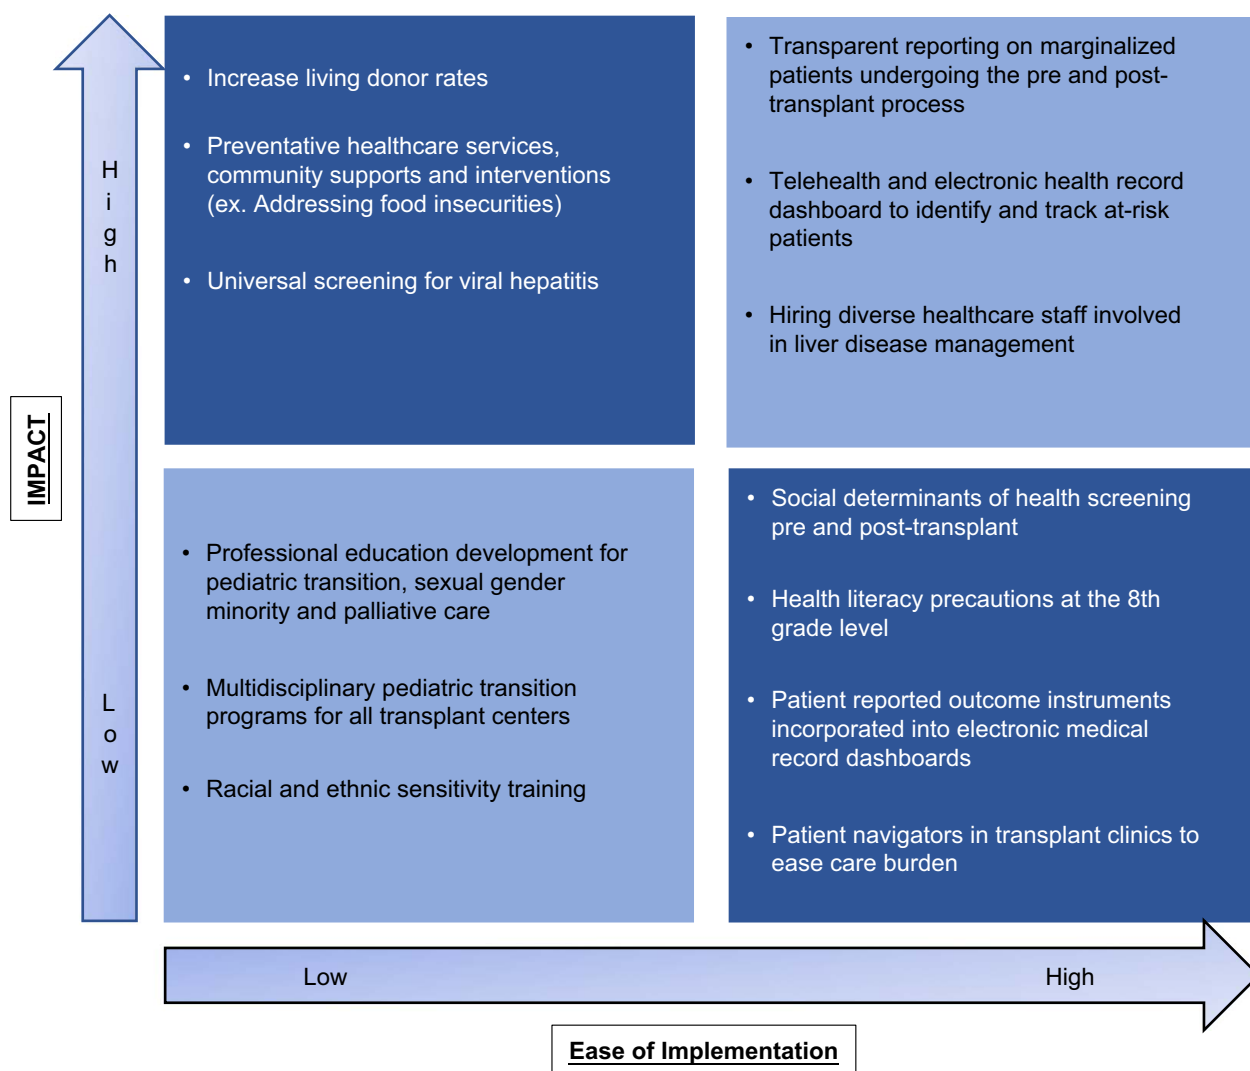 • Increase living donor rates
• Preventative healthcare services,
community supports and interventions
(ex. Addressing food insecurities)
• Universal screening for viral hepatitis
• Transparent reporting on marginalized
patients undergoing the pre and post-
transplant process
• Telehealth and electronic health record
dashboard to identify and track at-risk
patients
• Hiring diverse healthcare staff involved
in liver disease management
High
IMPACT
Low
• Professional education development for
pediatric transition, sexual gender
minority and palliative care
• Multidisciplinary pediatric transition
programs for all transplant centers
• Racial and ethnic sensitivity training
• Social determinants of health screening
pre and post-transplant
• Health literacy precautions at the 8th
grade level
• Patient reported outcome instruments
incorporated into electronic medical
record dashboards
• Patient navigators in transplant clinics to
ease care burden
Low
High
Ease of Implementation